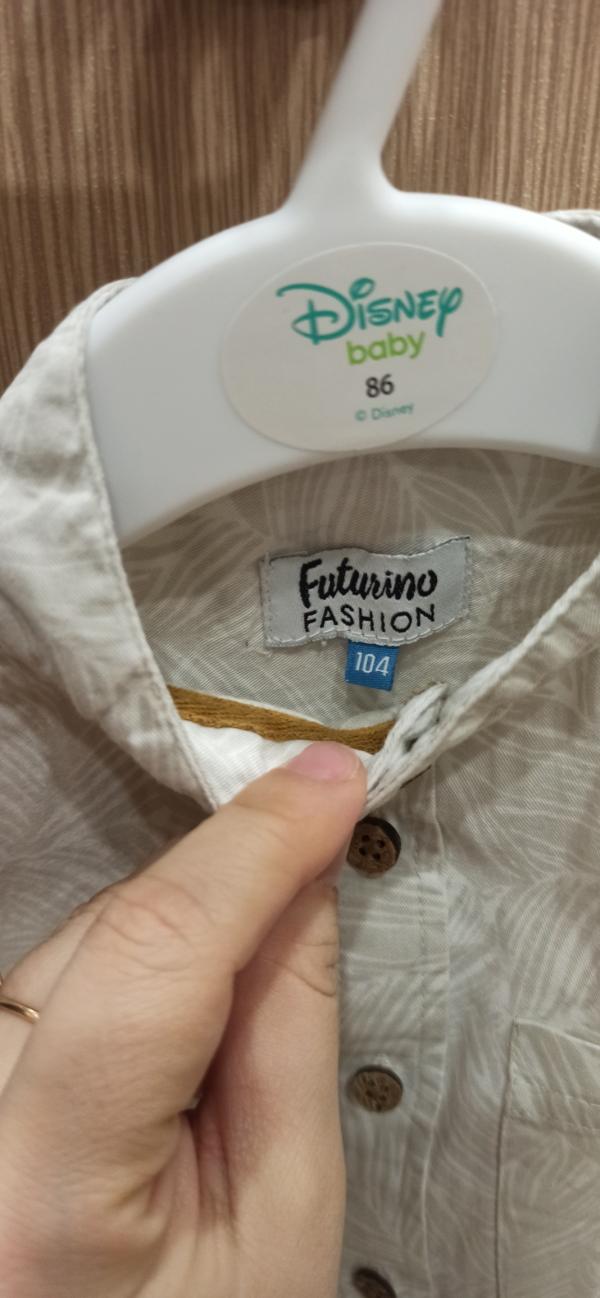 Disney
baby
86
© Disney
Futurino
FASHION
104